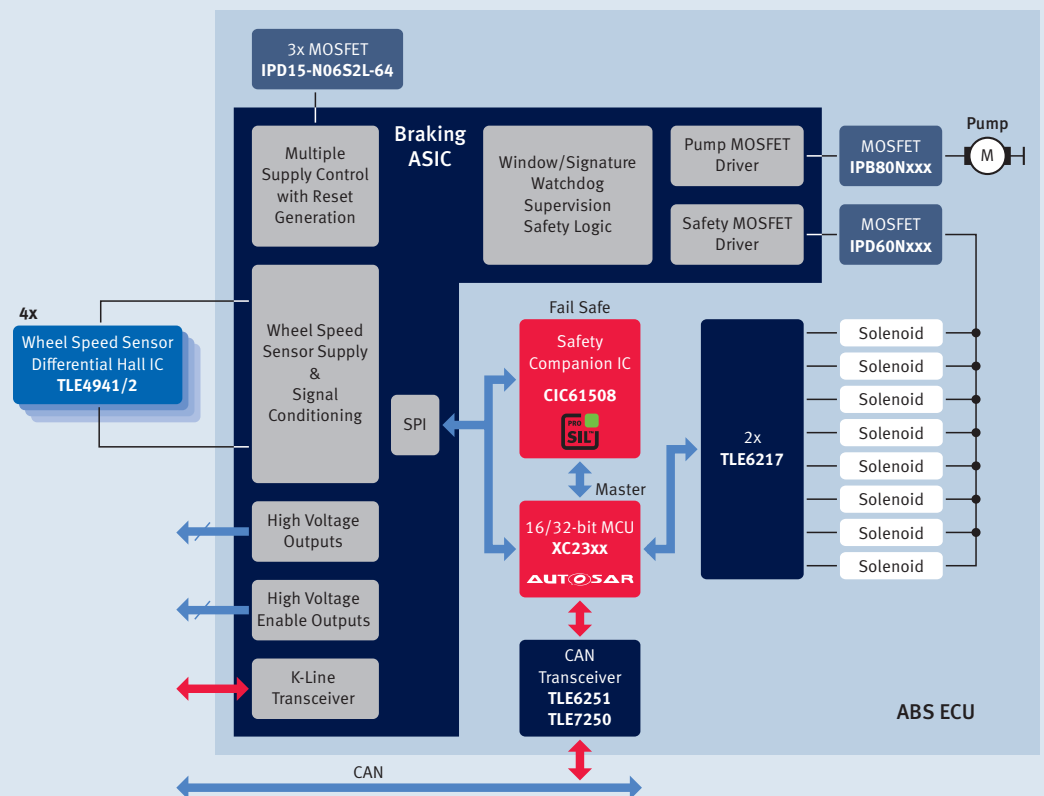 3x MOSFET
IPD15-N06S2L-64
Braking
ASIC
Multiple
Supply Control
with Reset
Generation
Window/Signature
Watchdog
Supervision
Safety Logic
Pump MOSFET
Driver
MOSFET
IPB80Nxxx
Pump
M
Safety MOSFET
Driver
MOSFET
IPD60Nxxx
4x
Wheel Speed Sensor
Differential Hall IC
TLE4941/2
Wheel Speed
Sensor Supply
&
Signal
Conditioning
SPI
Fail Safe
Safety
Companion IC
CIC61508
PRO
SIL™
Master
16/32-bit MCU
XC23xx
AUTOSAR
2x
TLE6217
Solenoid
Solenoid
Solenoid
Solenoid
Solenoid
Solenoid
Solenoid
Solenoid
High Voltage
Outputs
High Voltage
Enable Outputs
K-Line
Transceiver
CAN
Transceiver
TLE6251
TLE7250
ABS ECU
CAN